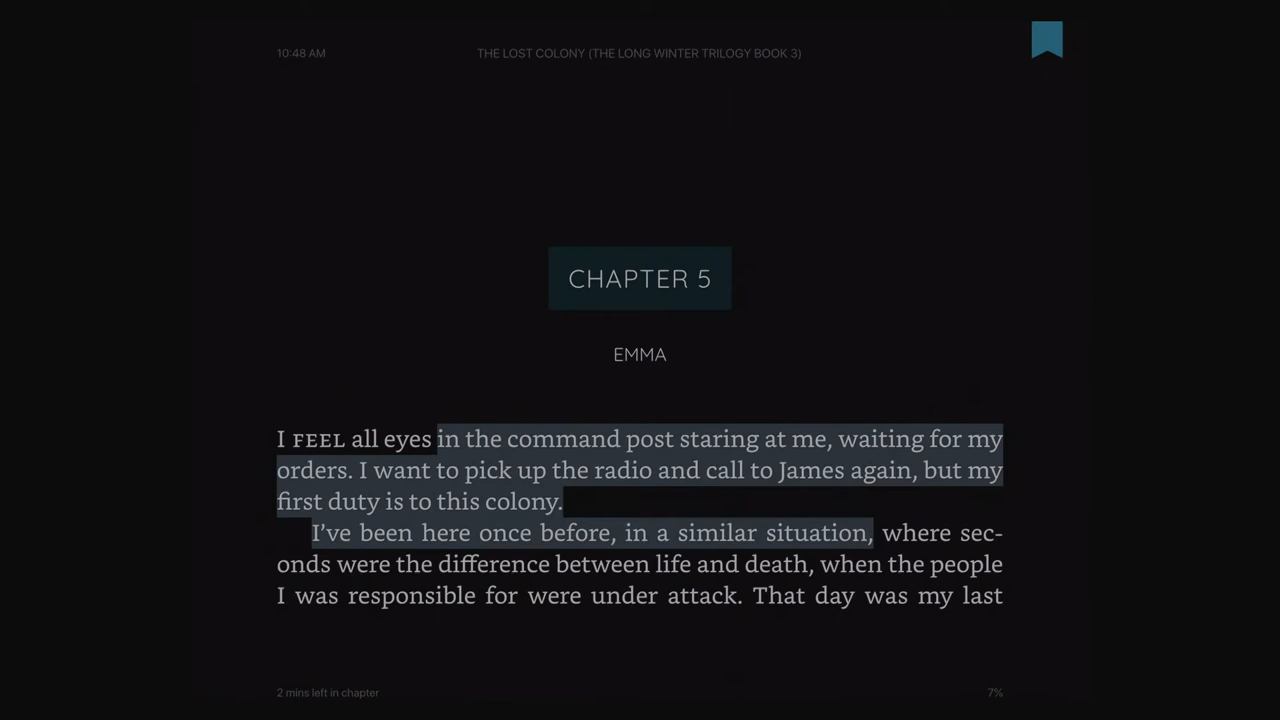 10:48 AM
THE LOST COLONY (THE LONG WINTER TRILOGY BOOK 3)
CHAPTER 5
EMMA
I FEEL all eyes in the command post staring at me, waiting for my
orders. I want to pick up the radio and call to James again, but my
first duty is to this colony.
I’ve been here once before, in a similar situation, where sec-
onds were the difference between life and death, when the people
I was responsible for were under attack. That day was my last
2 mins left in chapter
7%